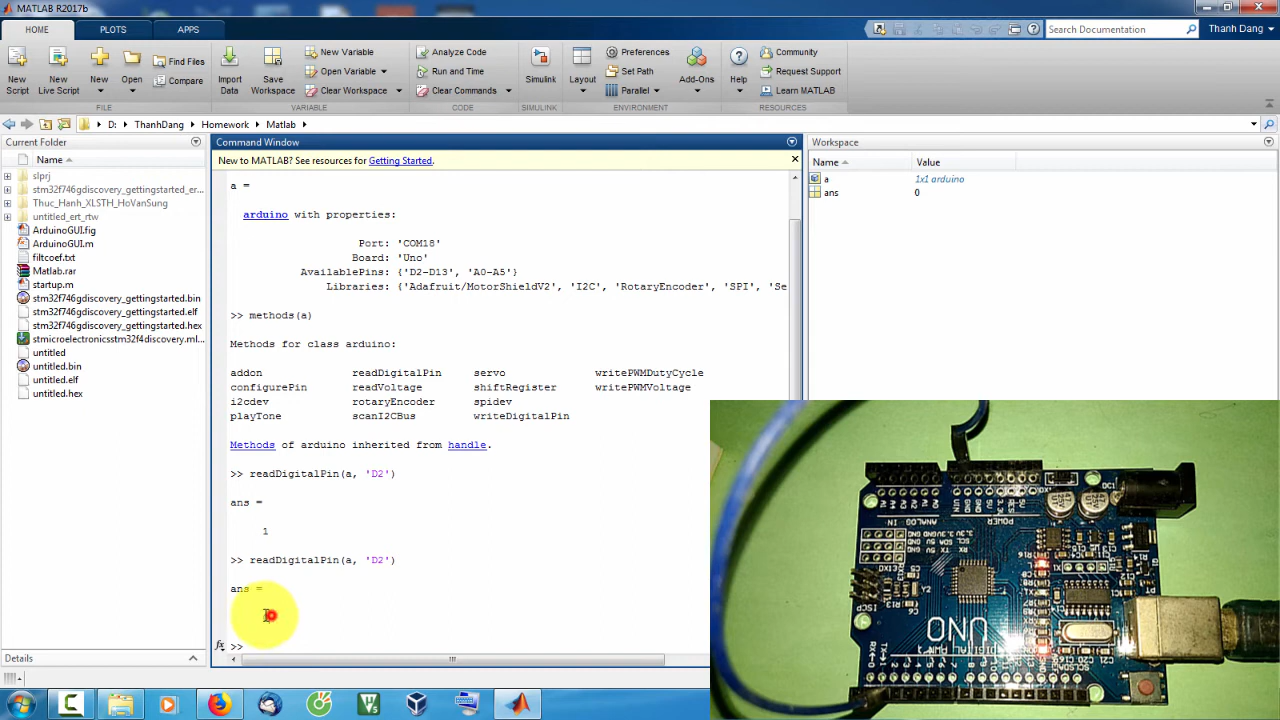 MATLAB R2017b
HOME PLOTS APPS
Search Documentation
Thanh Dang
New Script
New Live Script
New
Open
Find Files
Compare
FILE
Import Data
Save Workspace
New Variable
Open Variable
Clear Workspace
VARIABLE
Analyze Code
Run and Time
Clear Commands
CODE
Simulink
SIMULINK
Layout
Preferences
Set Path
Parallel
Add-Ons
ENVIRONMENT
Help
Community
Request Support
Learn MATLAB
RESOURCES
D: ThanhDang Homework Matlab
Current Folder
Name
slprj
stm32f746gdiscovery_gettingstarted_er...
Thuc_Hanh_XLSTH_HoVanSung
untitled_ert_rtw
ArduinoGUI.fig
ArduinoGUI.m
filtcoef.txt
Matlab.rar
startup.m
stm32f746gdiscovery_gettingstarted.bin
stm32f746gdiscovery_gettingstarted.elf
stm32f746gdiscovery_gettingstarted.hex
stmicroelectronicsstm32f4discovery.ml...
untitled
untitled.bin
untitled.elf
untitled.hex
Details
Command Window
New to MATLAB? See resources for Getting Started.
a =
arduino with properties:
Port: 'COM18'
Board: 'Uno'
AvailablePins: {'D2-D13', 'A0-A5'}
Libraries: {'Adafruit/MotorShieldV2', 'I2C', 'RotaryEncoder', 'SPI', 'Se
>> methods(a)
Methods for class arduino:
addon readDigitalPin servo writePWMDutyCycle
configurePin readVoltage shiftRegister writePWMVoltage
i2cdev rotaryEncoder spidev
playTone scanI2CBus writeDigitalPin
Methods of arduino inherited from handle.
>> readDigitalPin(a, 'D2')
ans =
1
>> readDigitalPin(a, 'D2')
ans =
fx >>
Workspace
Name Value
a 1x1 arduino
ans 0
ANALOG IN
POWER
ICSP
UNO
DIGITAL PWM